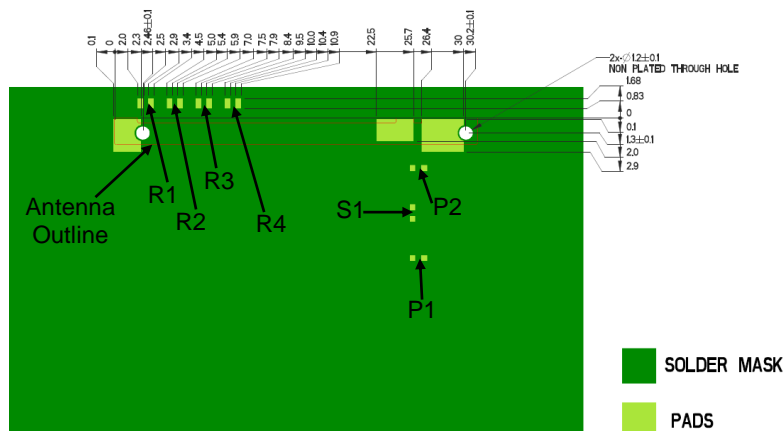 0.1
0
2.0
2.3
2.46±0.1
2.5
2.9
3.4
4.5
5.0
5.4
5.9
7.0
7.5
7.9
8.4
9.5
10.0
10.4
10.9
22.5
25.7
26.4
30
30.2±0.1
2x-∅1.2±0.1
NON PLATED THROUGH HOLE
1.68
0.83
0
0.1
1.3±0.1
2.0
2.9
R1
R2
R3
R4
Antenna
Outline
S1
P2
P1
SOLDER MASK
PADS